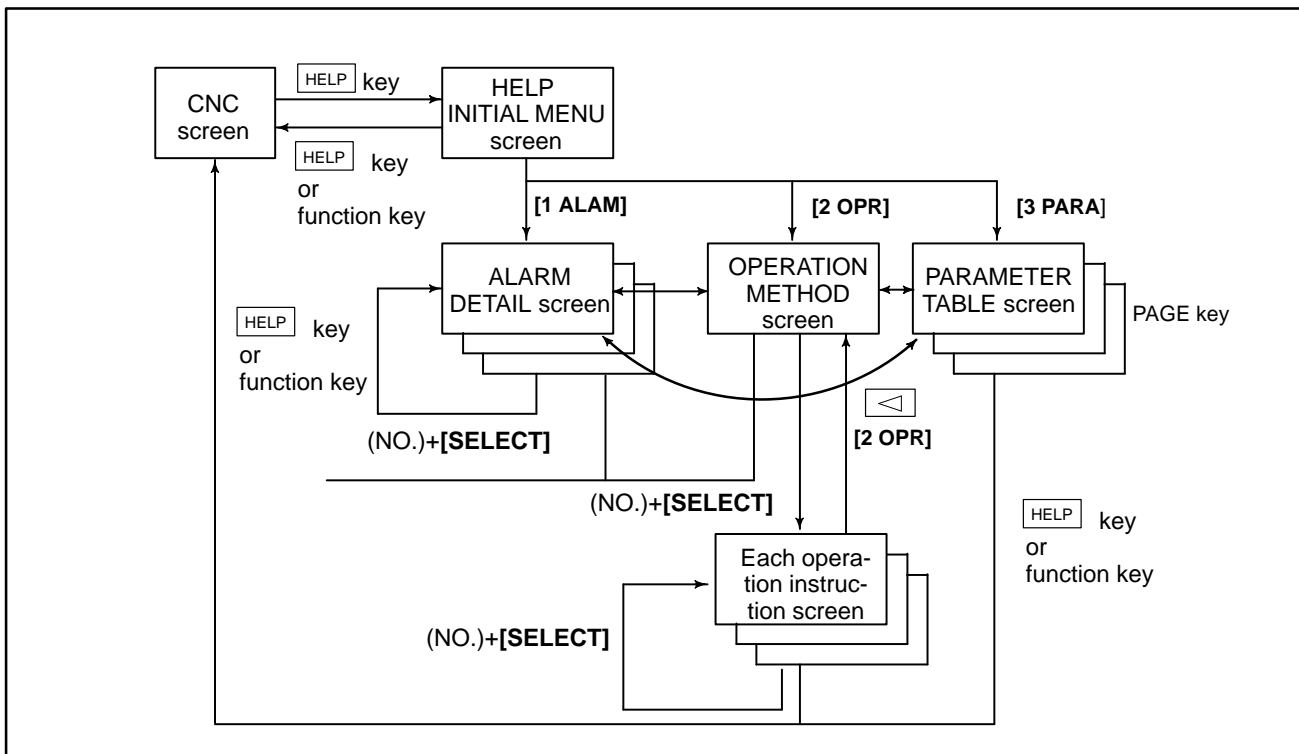 CNC
screen
HELP key
HELP
INITIAL MENU
screen
HELP key
or
function key
[1 ALAM]
[2 OPR]
[3 PARA]
ALARM
DETAIL screen
OPERATION
METHOD
screen
PARAMETER
TABLE screen
PAGE key
HELP key
or
function key
(NO.)+[SELECT]
[2 OPR]
(NO.)+[SELECT]
HELP key
or
function key
Each opera-
tion instruc-
tion screen
(NO.)+[SELECT]